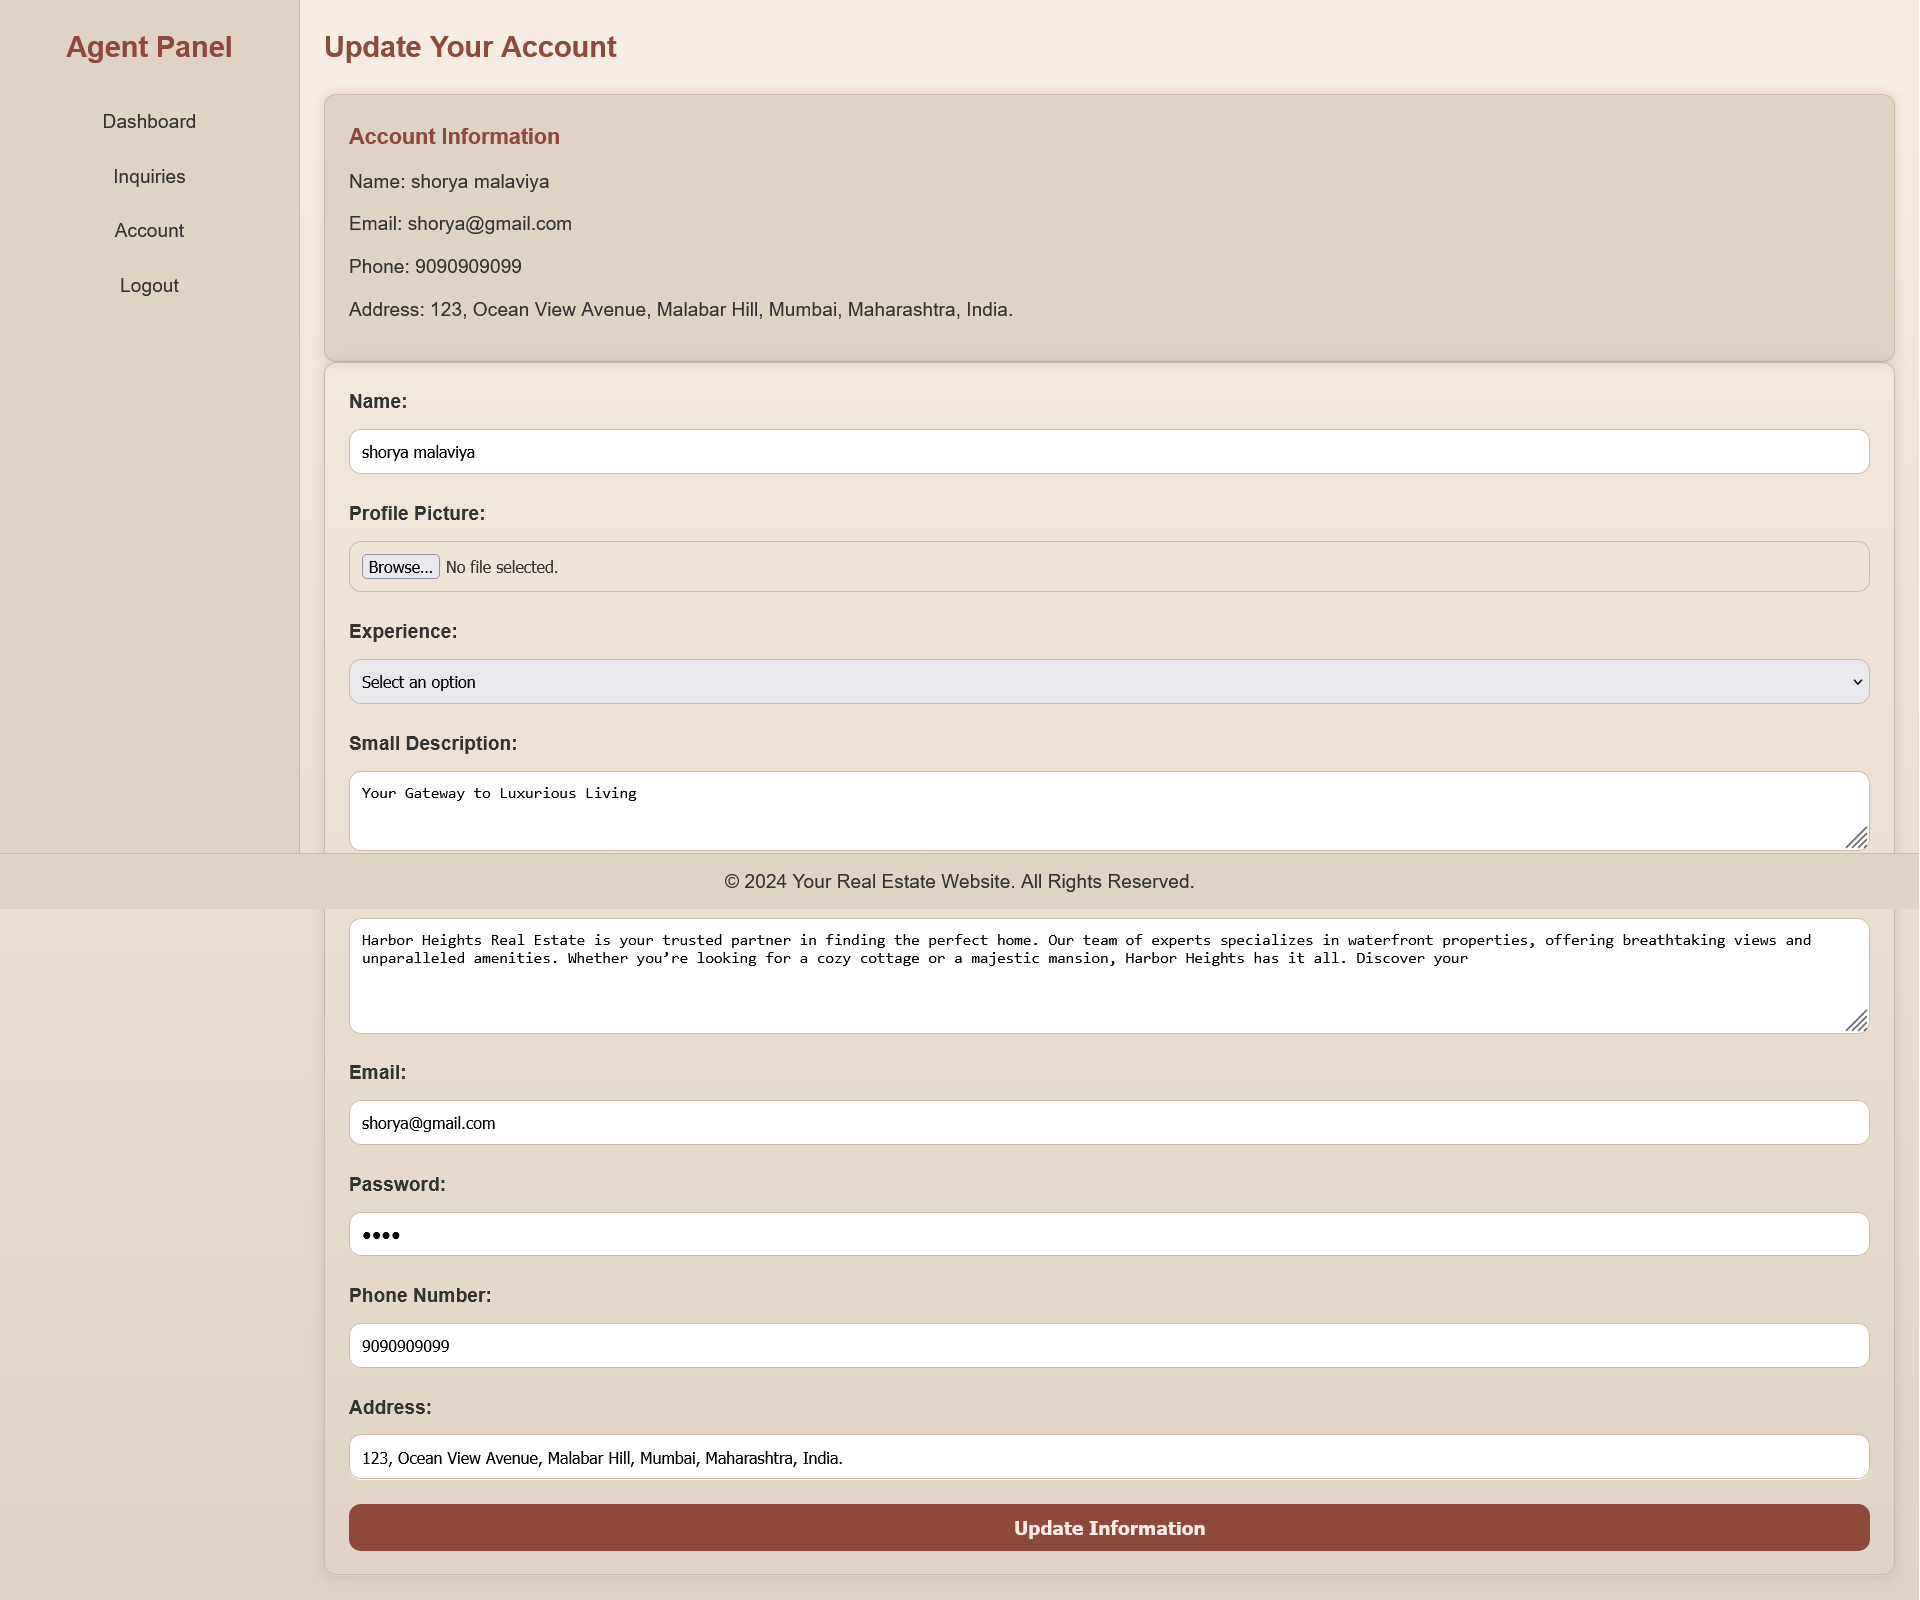 Agent Panel
Dashboard
Inquiries
Account
Logout
Update Your Account
Account Information
Name: shorya malaviya
Email: shorya@gmail.com
Phone: 9090909099
Address: 123, Ocean View Avenue, Malabar Hill, Mumbai, Maharashtra, India.
Name:
shorya malaviya
Profile Picture:
Browse... No file selected.
Experience:
Select an option
Small Description:
Your Gateway to Luxurious Living
© 2024 Your Real Estate Website. All Rights Reserved.
Harbor Heights Real Estate is your trusted partner in finding the perfect home. Our team of experts specializes in waterfront properties, offering breathtaking views and
unparalleled amenities. Whether you’re looking for a cozy cottage or a majestic mansion, Harbor Heights has it all. Discover your
Email:
shorya@gmail.com
Password:
••••
Phone Number:
9090909099
Address:
123, Ocean View Avenue, Malabar Hill, Mumbai, Maharashtra, India.
Update Information